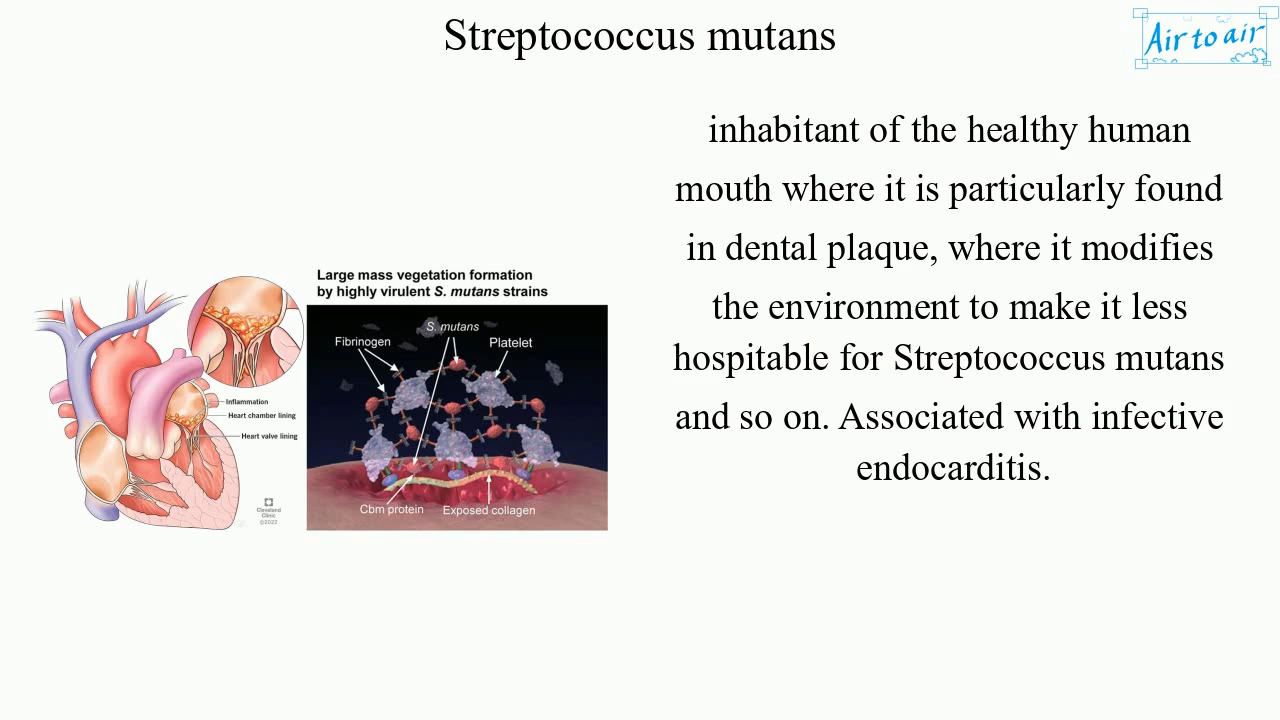 Streptococcus mutans
Air to air
inhabitant of the healthy human
mouth where it is particularly found
in dental plaque, where it modifies
the environment to make it less
hospitable for Streptococcus mutans
and so on. Associated with infective
endocarditis.
Large mass vegetation formation
by highly virulent S. mutans strains
S. mutans
Fibrinogen
Platelet
Cbm protein
Exposed collagen
Inflammation
Heart chamber lining
Heart valve lining
Cleveland
Clinic
©2022